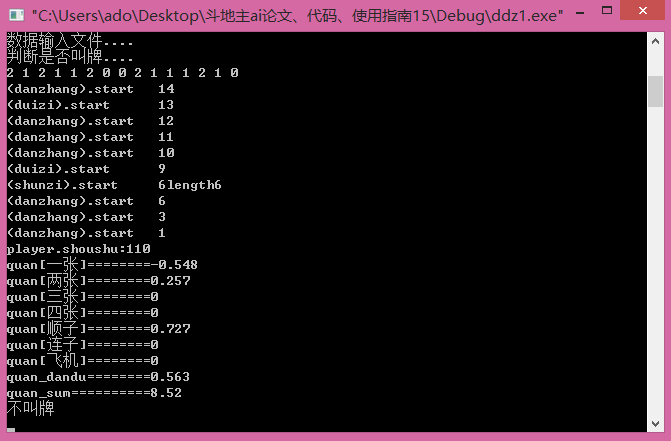 "C:\Users\ado\Desktop\斗地主ai论文、代码、使用指南15\Debug\ddz1.exe"
数据输入文件....
判断是否叫牌....
2 1 2 1 1 2 0 0 2 1 1 1 2 1 0
(danzhang).start   14
(duizi).start      13
(danzhang).start   12
(danzhang).start   11
(danzhang).start   10
(duizi).start      9
(shunzi).start     6length6
(danzhang).start   6
(danzhang).start   3
(danzhang).start   1
player.shoushu:110
quan[一张]========-0.548
quan[两张]========0.257
quan[三张]========0
quan[四张]========0
quan[顺子]========0.727
quan[连子]========0
quan[飞机]========0
quan_dandu========0.563
quan_sum==========8.52
不叫牌